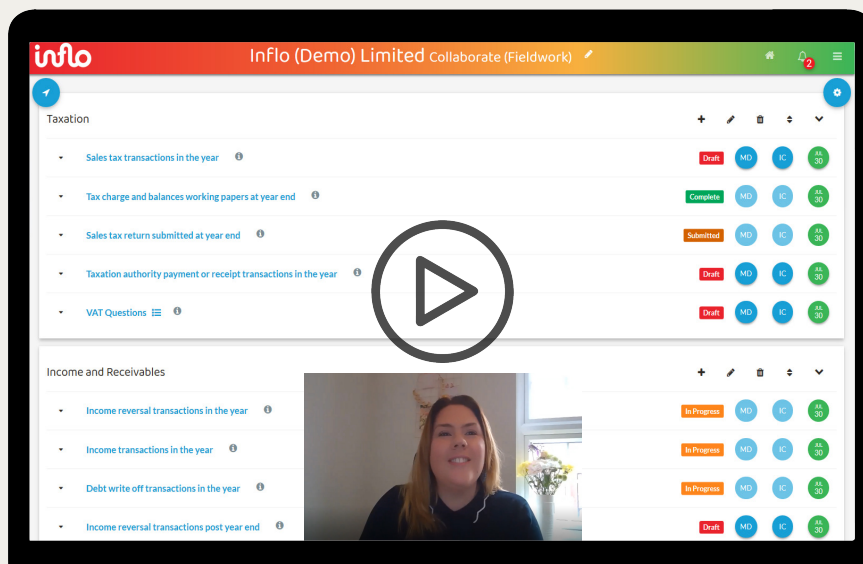 inflo Inflo (Demo) Limited Collaborate (Fieldwork) 2
Taxation
Sales tax transactions in the year Draft MD IC JUL 30
Tax charge and balances working papers at year end Complete MD IC JUL 30
Sales tax return submitted at year end Submitted MD IC JUL 30
Taxation authority payment or receipt transactions in the year Draft MD IC JUL 30
VAT Questions Draft MD IC JUL 30
Income and Receivables
Income reversal transactions in the year In Progress MD IC JUL 30
Income transactions in the year In Progress MD IC JUL 30
Debt write off transactions in the year In Progress MD IC JUL 30
Income reversal transactions post year end Draft MD IC JUL 30